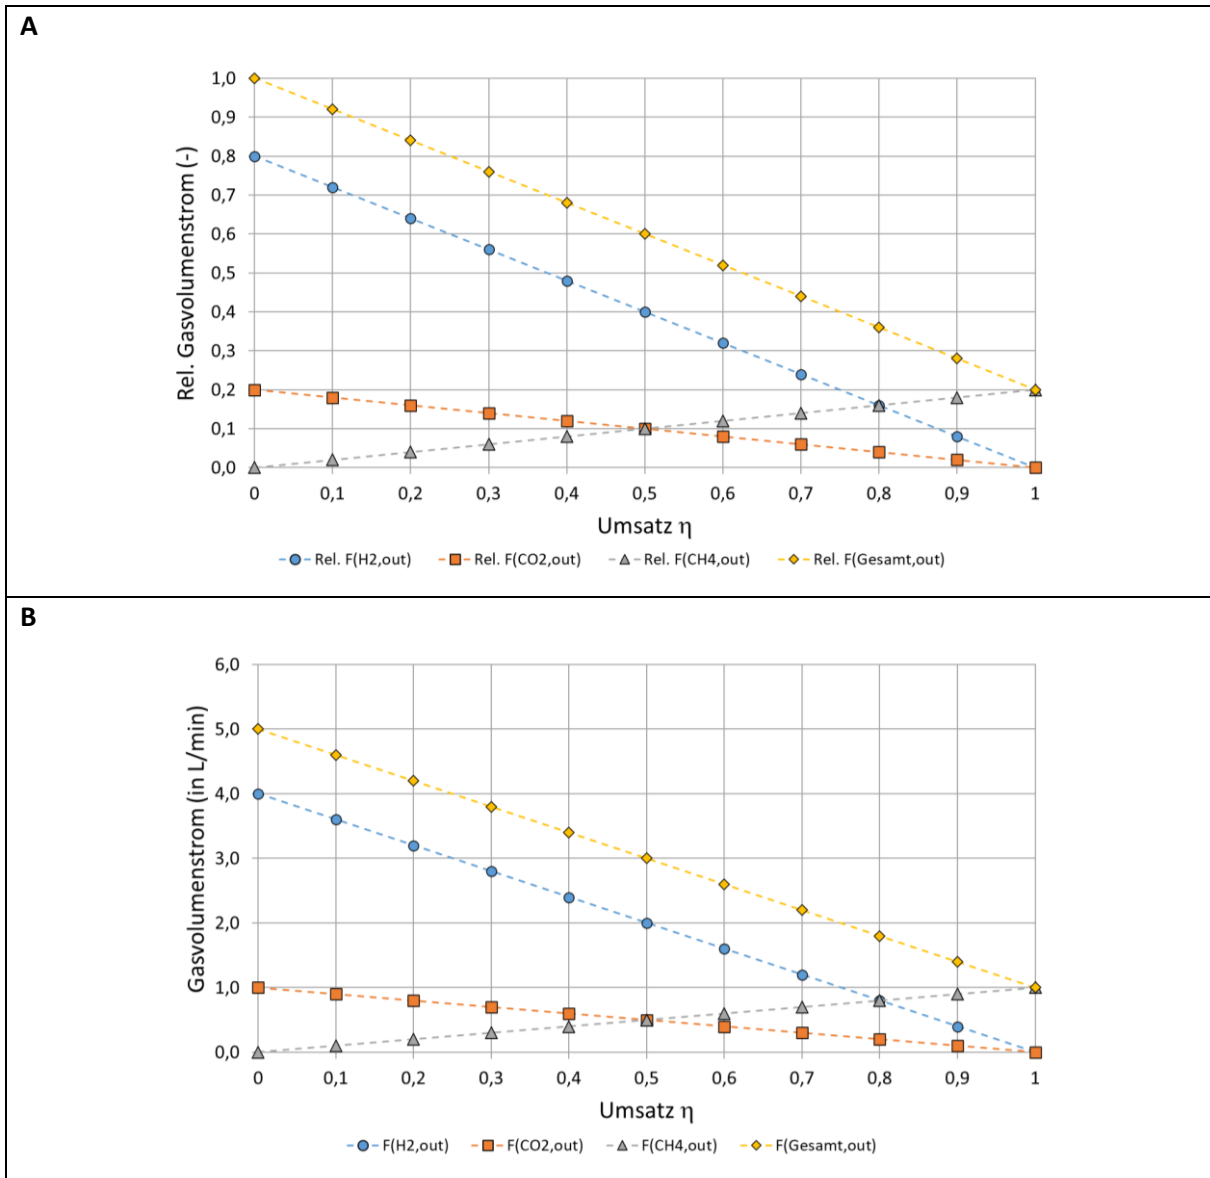 A
Rel. Gasvolumenstrom (-)
1,0
0,9
0,8
0,7
0,6
0,5
0,4
0,3
0,2
0,1
0,0
0 0,1 0,2 0,3 0,4 0,5 0,6 0,7 0,8 0,9 1
Umsatz η
Rel. F(H2,out) Rel. F(CO2,out) Rel. F(CH4,out) Rel. F(Gesamt,out)
B
Gasvolumenstrom (in L/min)
6,0
5,0
4,0
3,0
2,0
1,0
0,0
0 0,1 0,2 0,3 0,4 0,5 0,6 0,7 0,8 0,9 1
Umsatz η
F(H2,out) F(CO2,out) F(CH4,out) F(Gesamt,out)